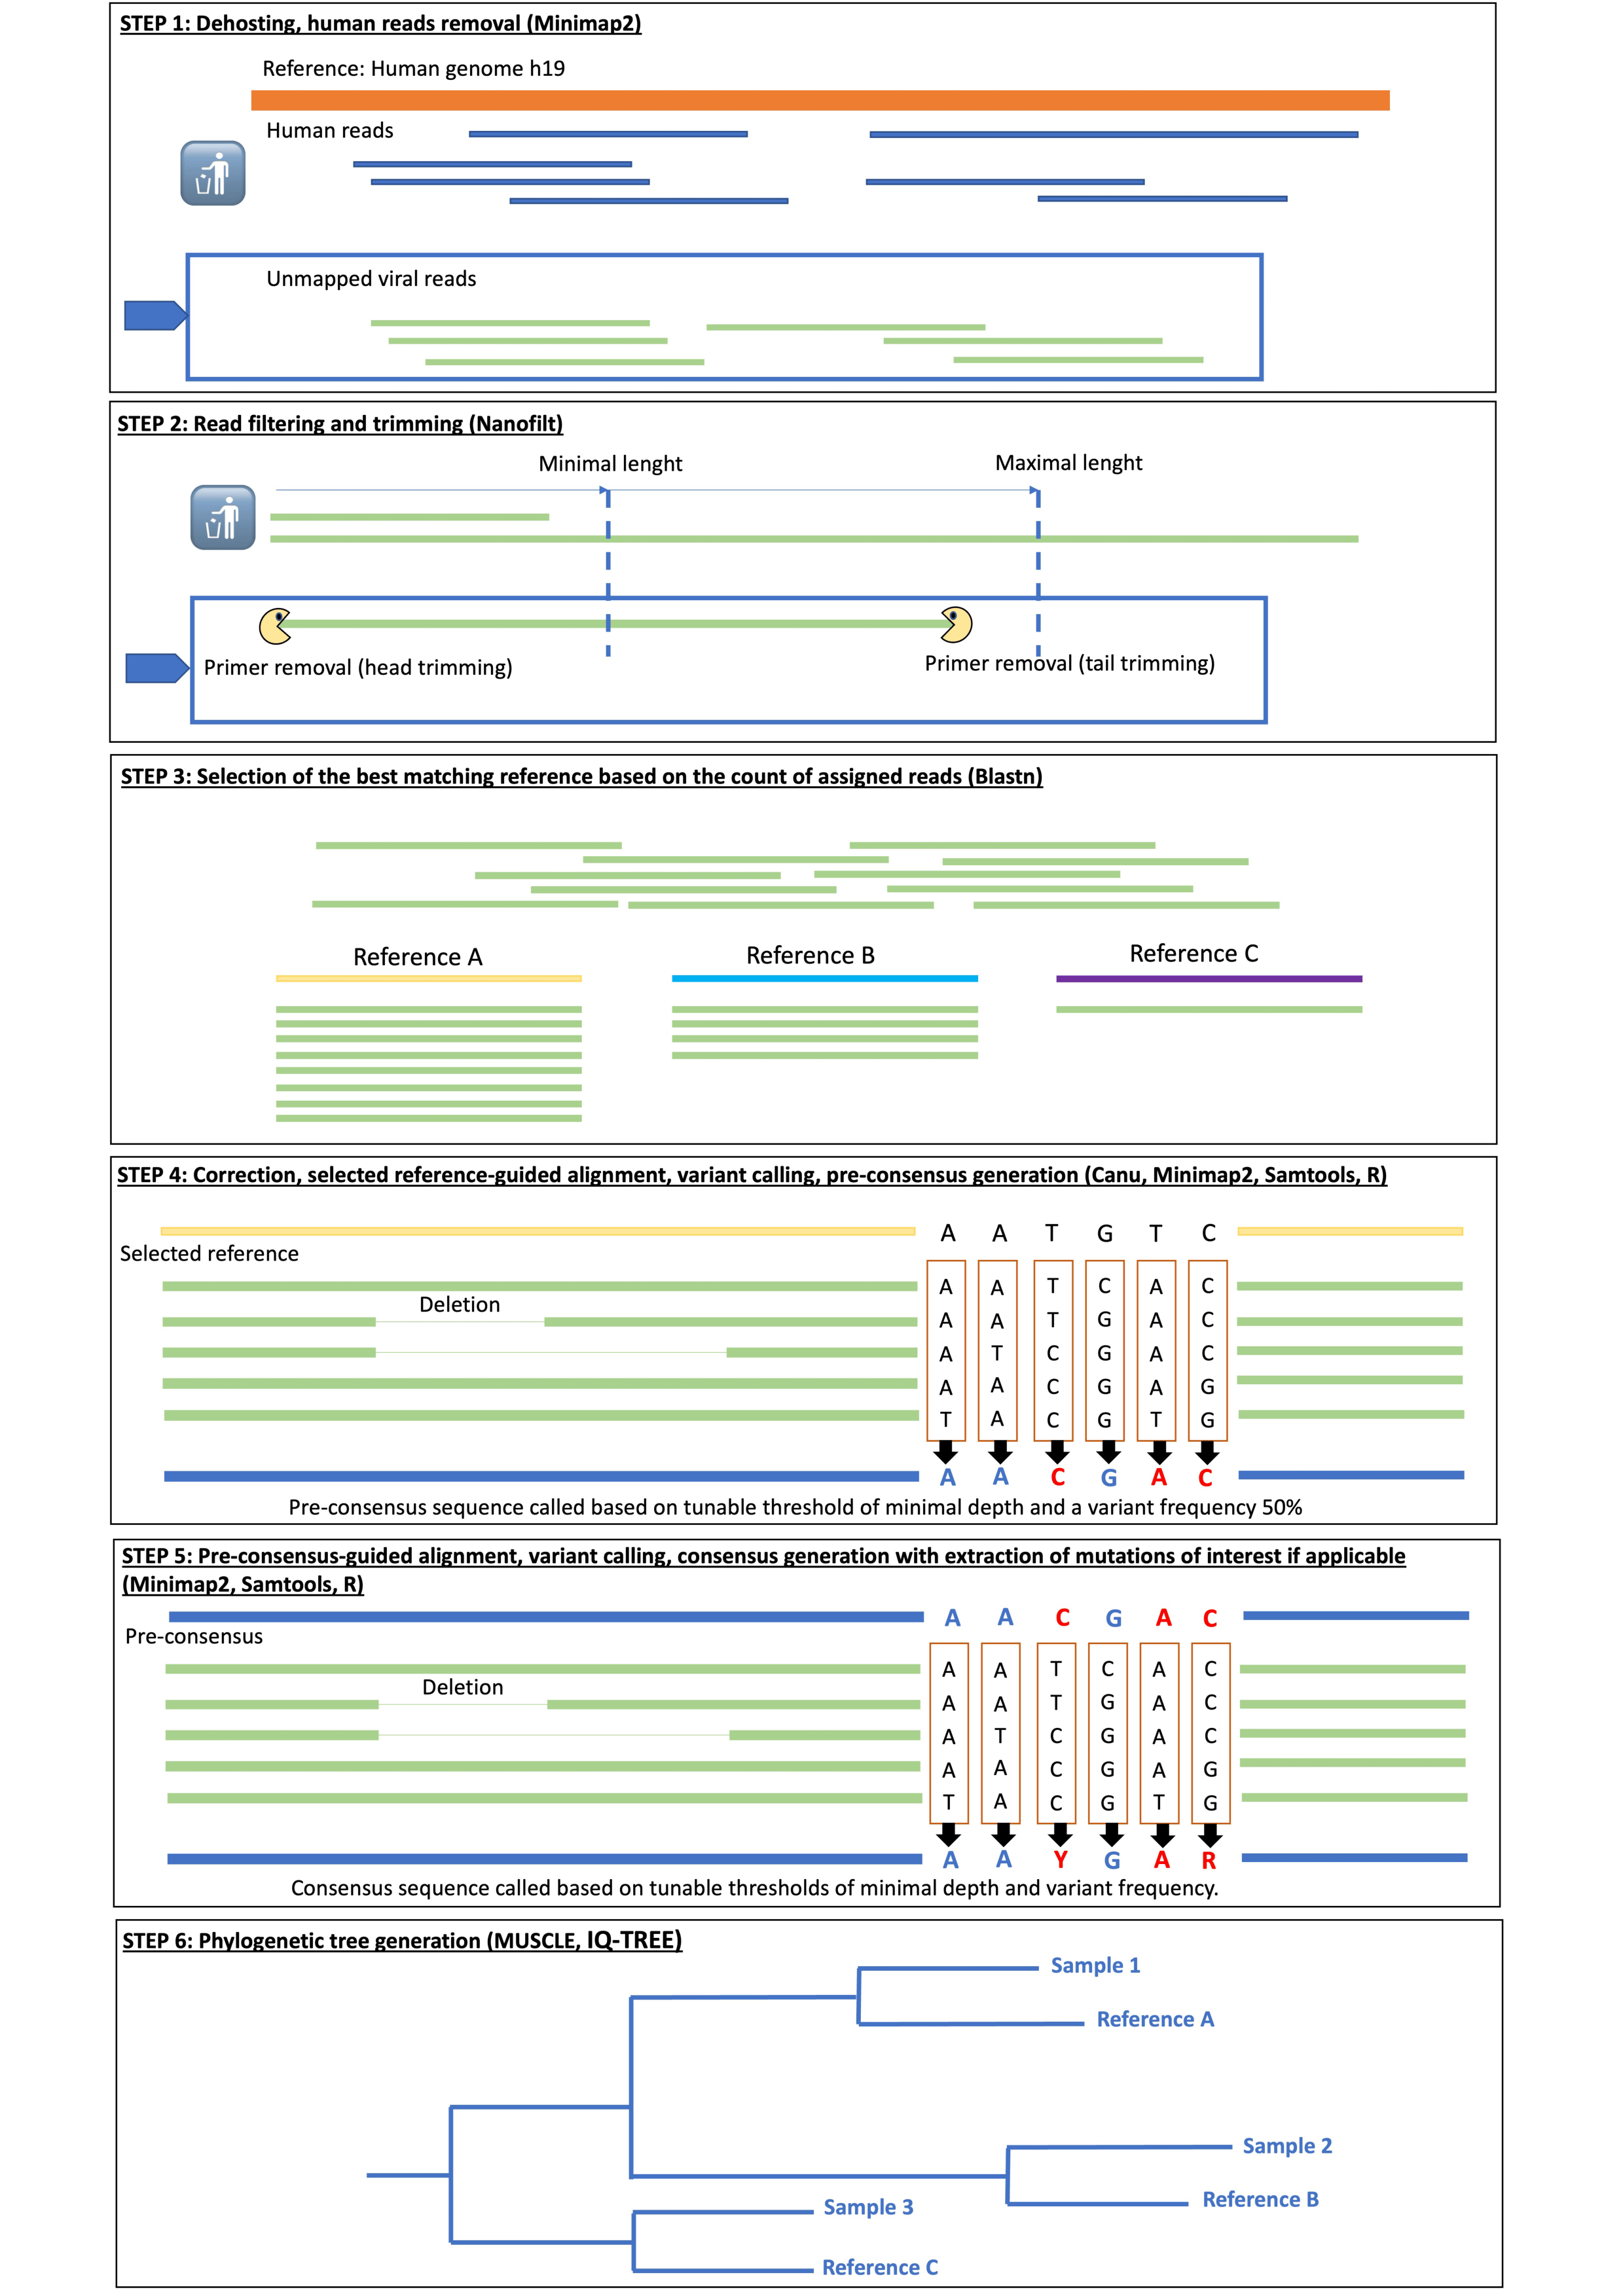 STEP 1: Dehosting, human reads removal (Minimap2)
Reference: Human genome h19
Human reads
Unmapped viral reads
STEP 2: Read filtering and trimming (Nanofilt)
Minimal lenght
Maximal lenght
Primer removal (head trimming)
Primer removal (tail trimming)
STEP 3: Selection of the best matching reference based on the count of assigned reads (Blastn)
Reference A
Reference B
Reference C
STEP 4: Correction, selected reference-guided alignment, variant calling, pre-consensus generation (Canu, Minimap2, Samtools, R)
A A T G T C
Selected reference
A A T C A C
Deletion
A A T G A C
A T C G A C
A A C G A G
T A C G T G
A A C G A C
Pre-consensus sequence called based on tunable threshold of minimal depth and a variant frequency 50%
STEP 5: Pre-consensus-guided alignment, variant calling, consensus generation with extraction of mutations of interest if applicable
(Minimap2, Samtools, R)
A A C G A C
Pre-consensus
A A T C A C
Deletion
A A T G A C
A T C G A C
A A C G A G
T A C G T G
A A Y G A R
Consensus sequence called based on tunable thresholds of minimal depth and variant frequency.
STEP 6: Phylogenetic tree generation (MUSCLE, IQ-TREE)
Sample 1
Reference A
Sample 2
Reference B
Sample 3
Reference C